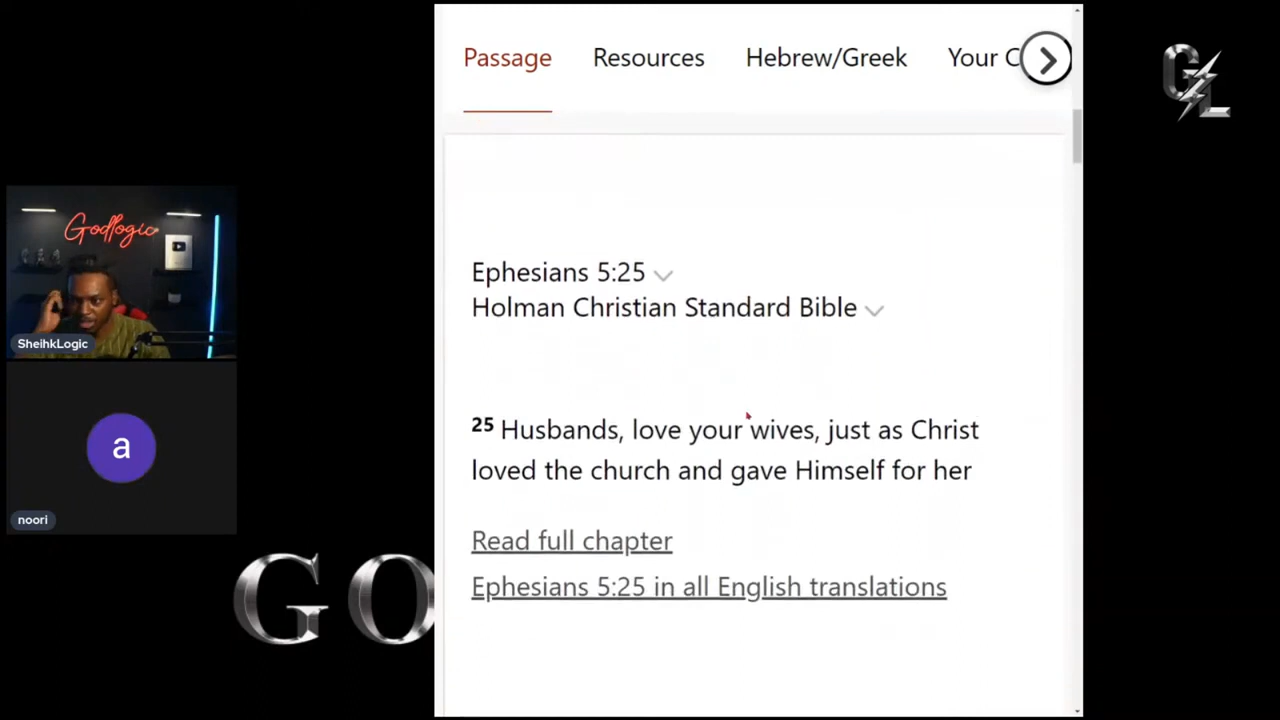 Passage Resources Hebrew/Greek Your C
GL
Godlogic
Ephesians 5:25
Holman Christian Standard Bible
SheihkLogic
25 Husbands, love your wives, just as Christ
loved the church and gave Himself for her
a
noori
Read full chapter
Ephesians 5:25 in all English translations
GO